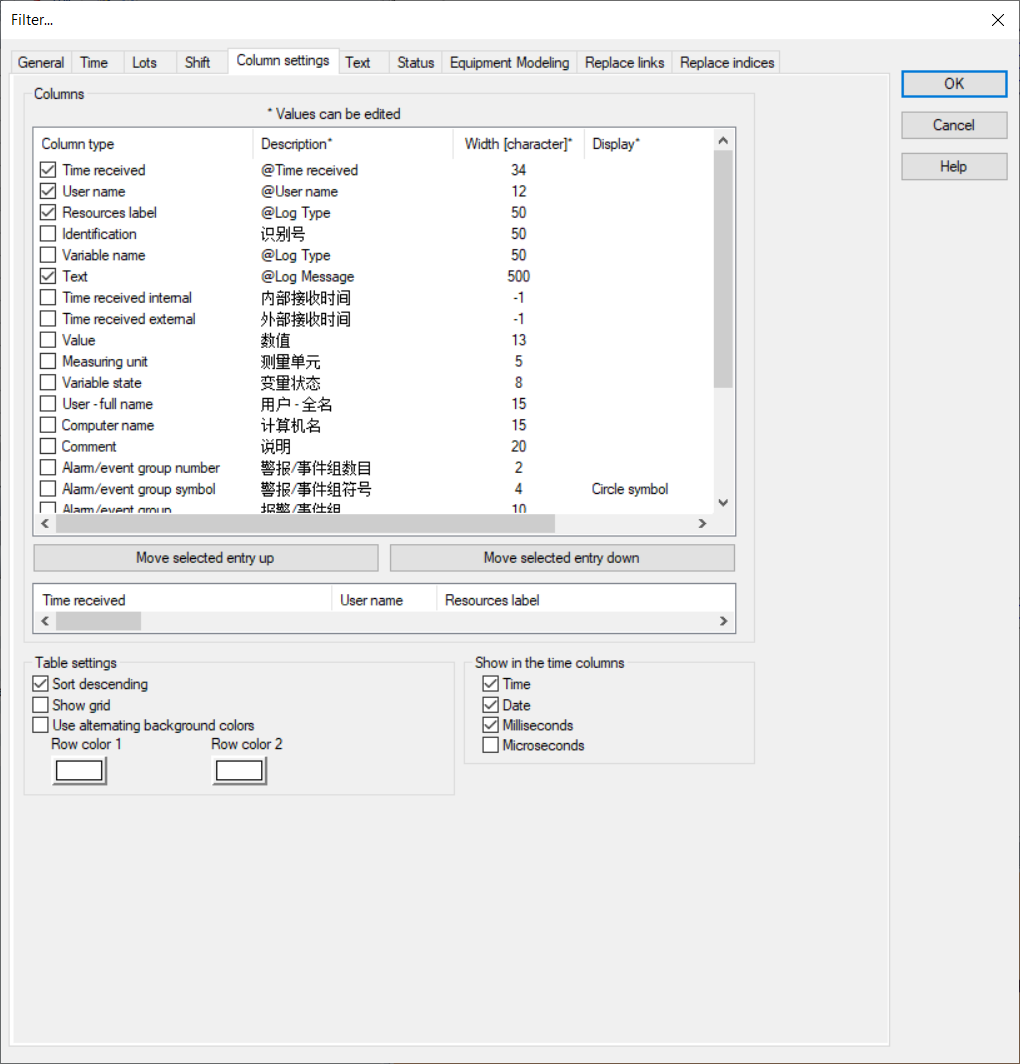 Filter...
General Time Lots Shift Column settings Text Status Equipment Modeling Replace links Replace indices
OK
Cancel
Help
Columns
* Values can be edited
Column type Description* Width [character]* Display*
Time received @Time received 34
User name @User name 12
Resources label @Log Type 50
Identification 识别号 50
Variable name @Log Type 50
Text @Log Message 500
Time received internal 内部接收时间 -1
Time received external 外部接收时间 -1
Value 数值 13
Measuring unit 测量单元 5
Variable state 变量状态 8
User - full name 用户 - 全名 15
Computer name 计算机名 15
Comment 说明 20
Alarm/event group number 警报/事件组数目 2
Alarm/event group symbol 警报/事件组符号 4 Circle symbol
Alarm/event group 报警/事件组 10
Move selected entry up Move selected entry down
Time received User name Resources label
Table settings
Sort descending
Show grid
Use alternating background colors
Row color 1 Row color 2
Show in the time columns
Time
Date
Milliseconds
Microseconds